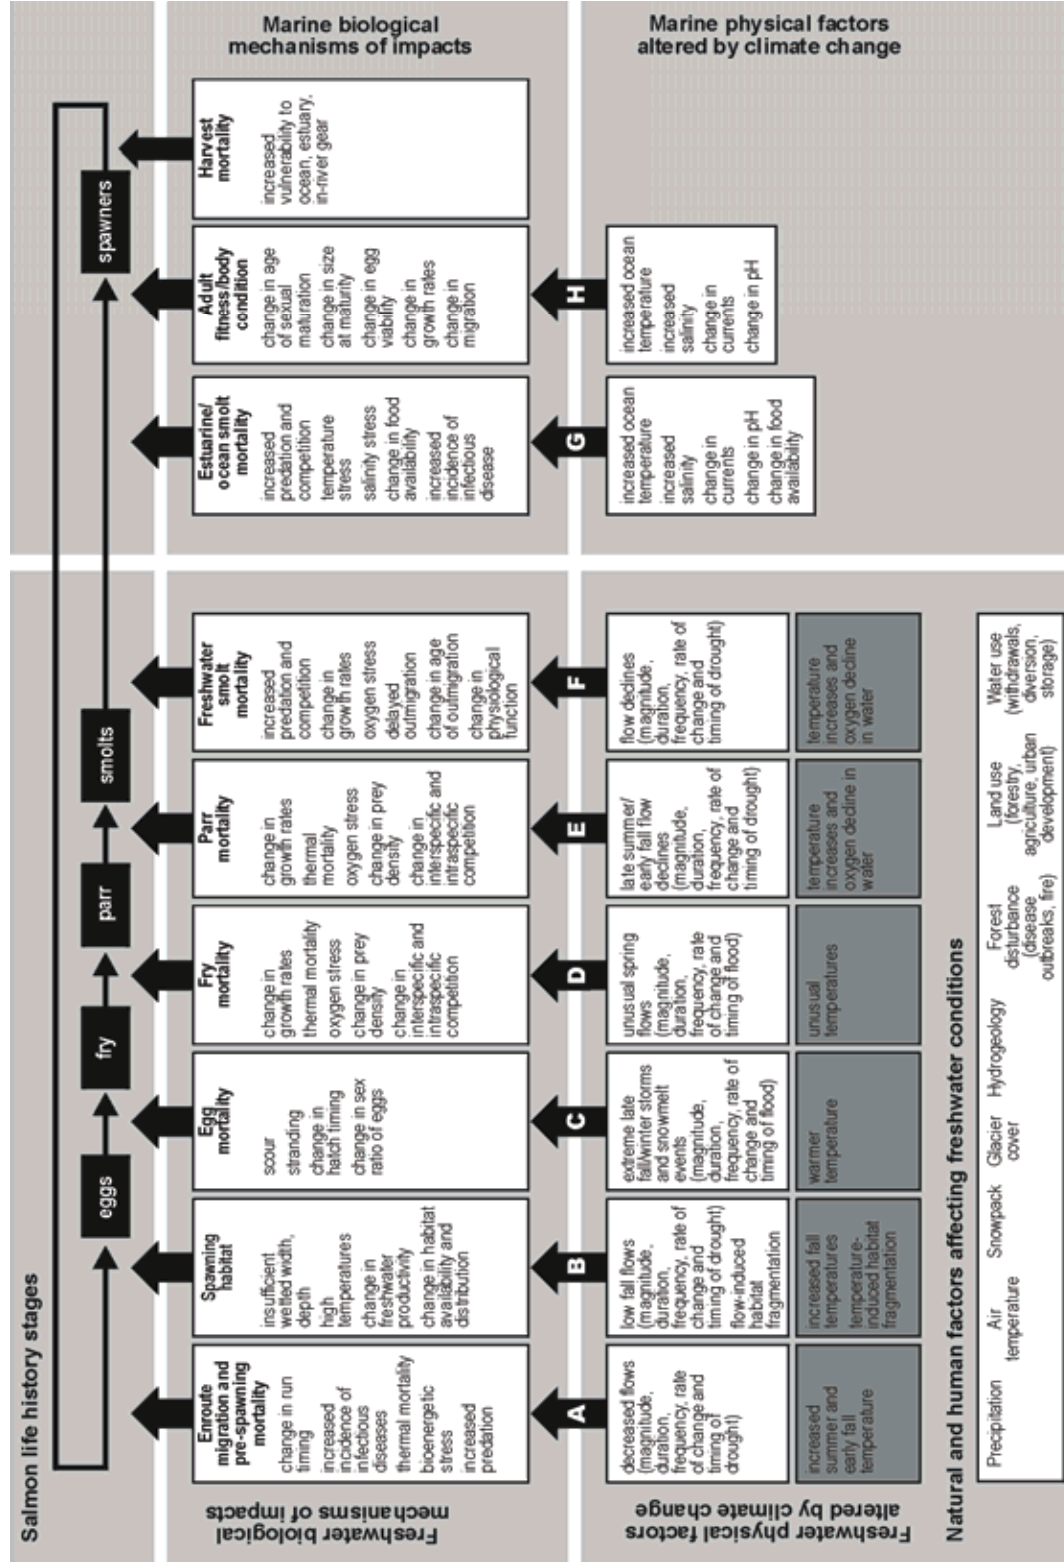 Salmon life history stages
eggs
fry
parr
smolts
spawners
Freshwater biological
mechanisms of impacts
Enroute
migration and
pre-spawning
mortality
change in run
timing
increased
incidence of
infectious
diseases
thermal mortality
bioenergetic
stress
increased
predation
Spawning
habitat
insufficient
wetted width,
depth
high
temperatures
change in
freshwater
productivity
change in habitat
availability and
distribution
Egg
mortality
scour
stranding
change in
hatch timing
change in sex
ratio of eggs
Fry
mortality
change in
growth rates
thermal mortality
oxygen stress
change in prey
density
change in
interspecific and
intraspecific
competition
Parr
mortality
change in
growth rates
thermal
mortality
oxygen stress
change in prey
density
change in
interspecific and
intraspecific
competition
Freshwater
smolt
mortality
increased
predation and
competition
change in
growth rates
oxygen stress
delayed
outmigration
change in age
of outmigration
change in
physiological
function
Estuarine/
ocean smolt
mortality
increased
predation and
competition
temperature
stress
salinity stress
change in food
availability
increased
incidence of
infectious
disease
Adult
fitness/body
condition
change in age
of sexual
maturation
change in size
at maturity
change in egg
viability
change in
growth rates
change in
migration
Harvest
mortality
increased
vulnerability to
ocean, estuary,
in-river gear
Marine biological
mechanisms of impacts
A
B
C
D
E
F
G
H
Freshwater physical factors
altered by climate change
decreased flows
(magnitude,
duration,
frequency, rate
of change and
timing of
drought)
increased
summer and
early fall
temperature
low fall flows
(magnitude,
duration,
frequency, rate of
change and
timing of drought)
flow-induced
habitat
fragmentation
increased fall
temperatures
temperature-
induced habitat
fragmentation
extreme late
fall/winter storms
and snowmelt
events
(magnitude,
duration,
frequency, rate of
change and
timing of flood)
warmer
temperature
unusual spring
flows
(magnitude,
duration,
frequency, rate
of change and
timing of flood)
unusual
temperatures
late summer/
early fall flow
declines
(magnitude,
duration,
frequency, rate of
change and
timing of drought)
temperature
increases and
oxygen decline in
water
flow declines
(magnitude,
duration,
frequency, rate of
change and
timing of drought)
temperature
increases and
oxygen decline
in water
increased ocean
temperature
increased
salinity
change in
currents
change in pH
change in food
availability
increased ocean
temperature
increased
salinity
change in
currents
change in pH
Marine physical factors
altered by climate change
Natural and human factors affecting freshwater conditions
Precipitation
Air
temperature
Snowpack
Glacier
cover
Hydrogeology
Forest
disturbance
(disease
outbreaks, fire)
Land use
(forestry,
agriculture, urban
development)
Water use
(withdrawals,
diversion,
storage)